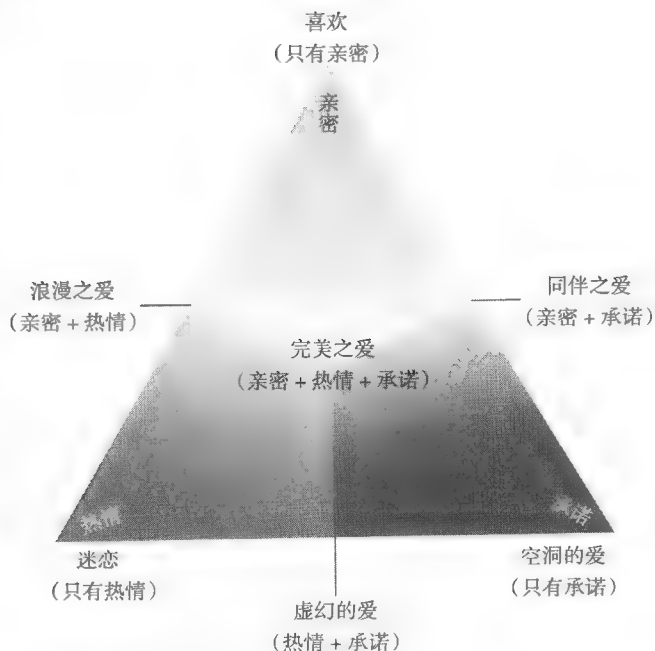 喜欢
（只有亲密）
亲密
浪漫之爱
（亲密 + 热情）
同伴之爱
（亲密 + 承诺）
完美之爱
（亲密 + 热情 + 承诺）
热情
承诺
迷恋
（只有热情）
空洞的爱
（只有承诺）
虚幻的爱
（热情 + 承诺）